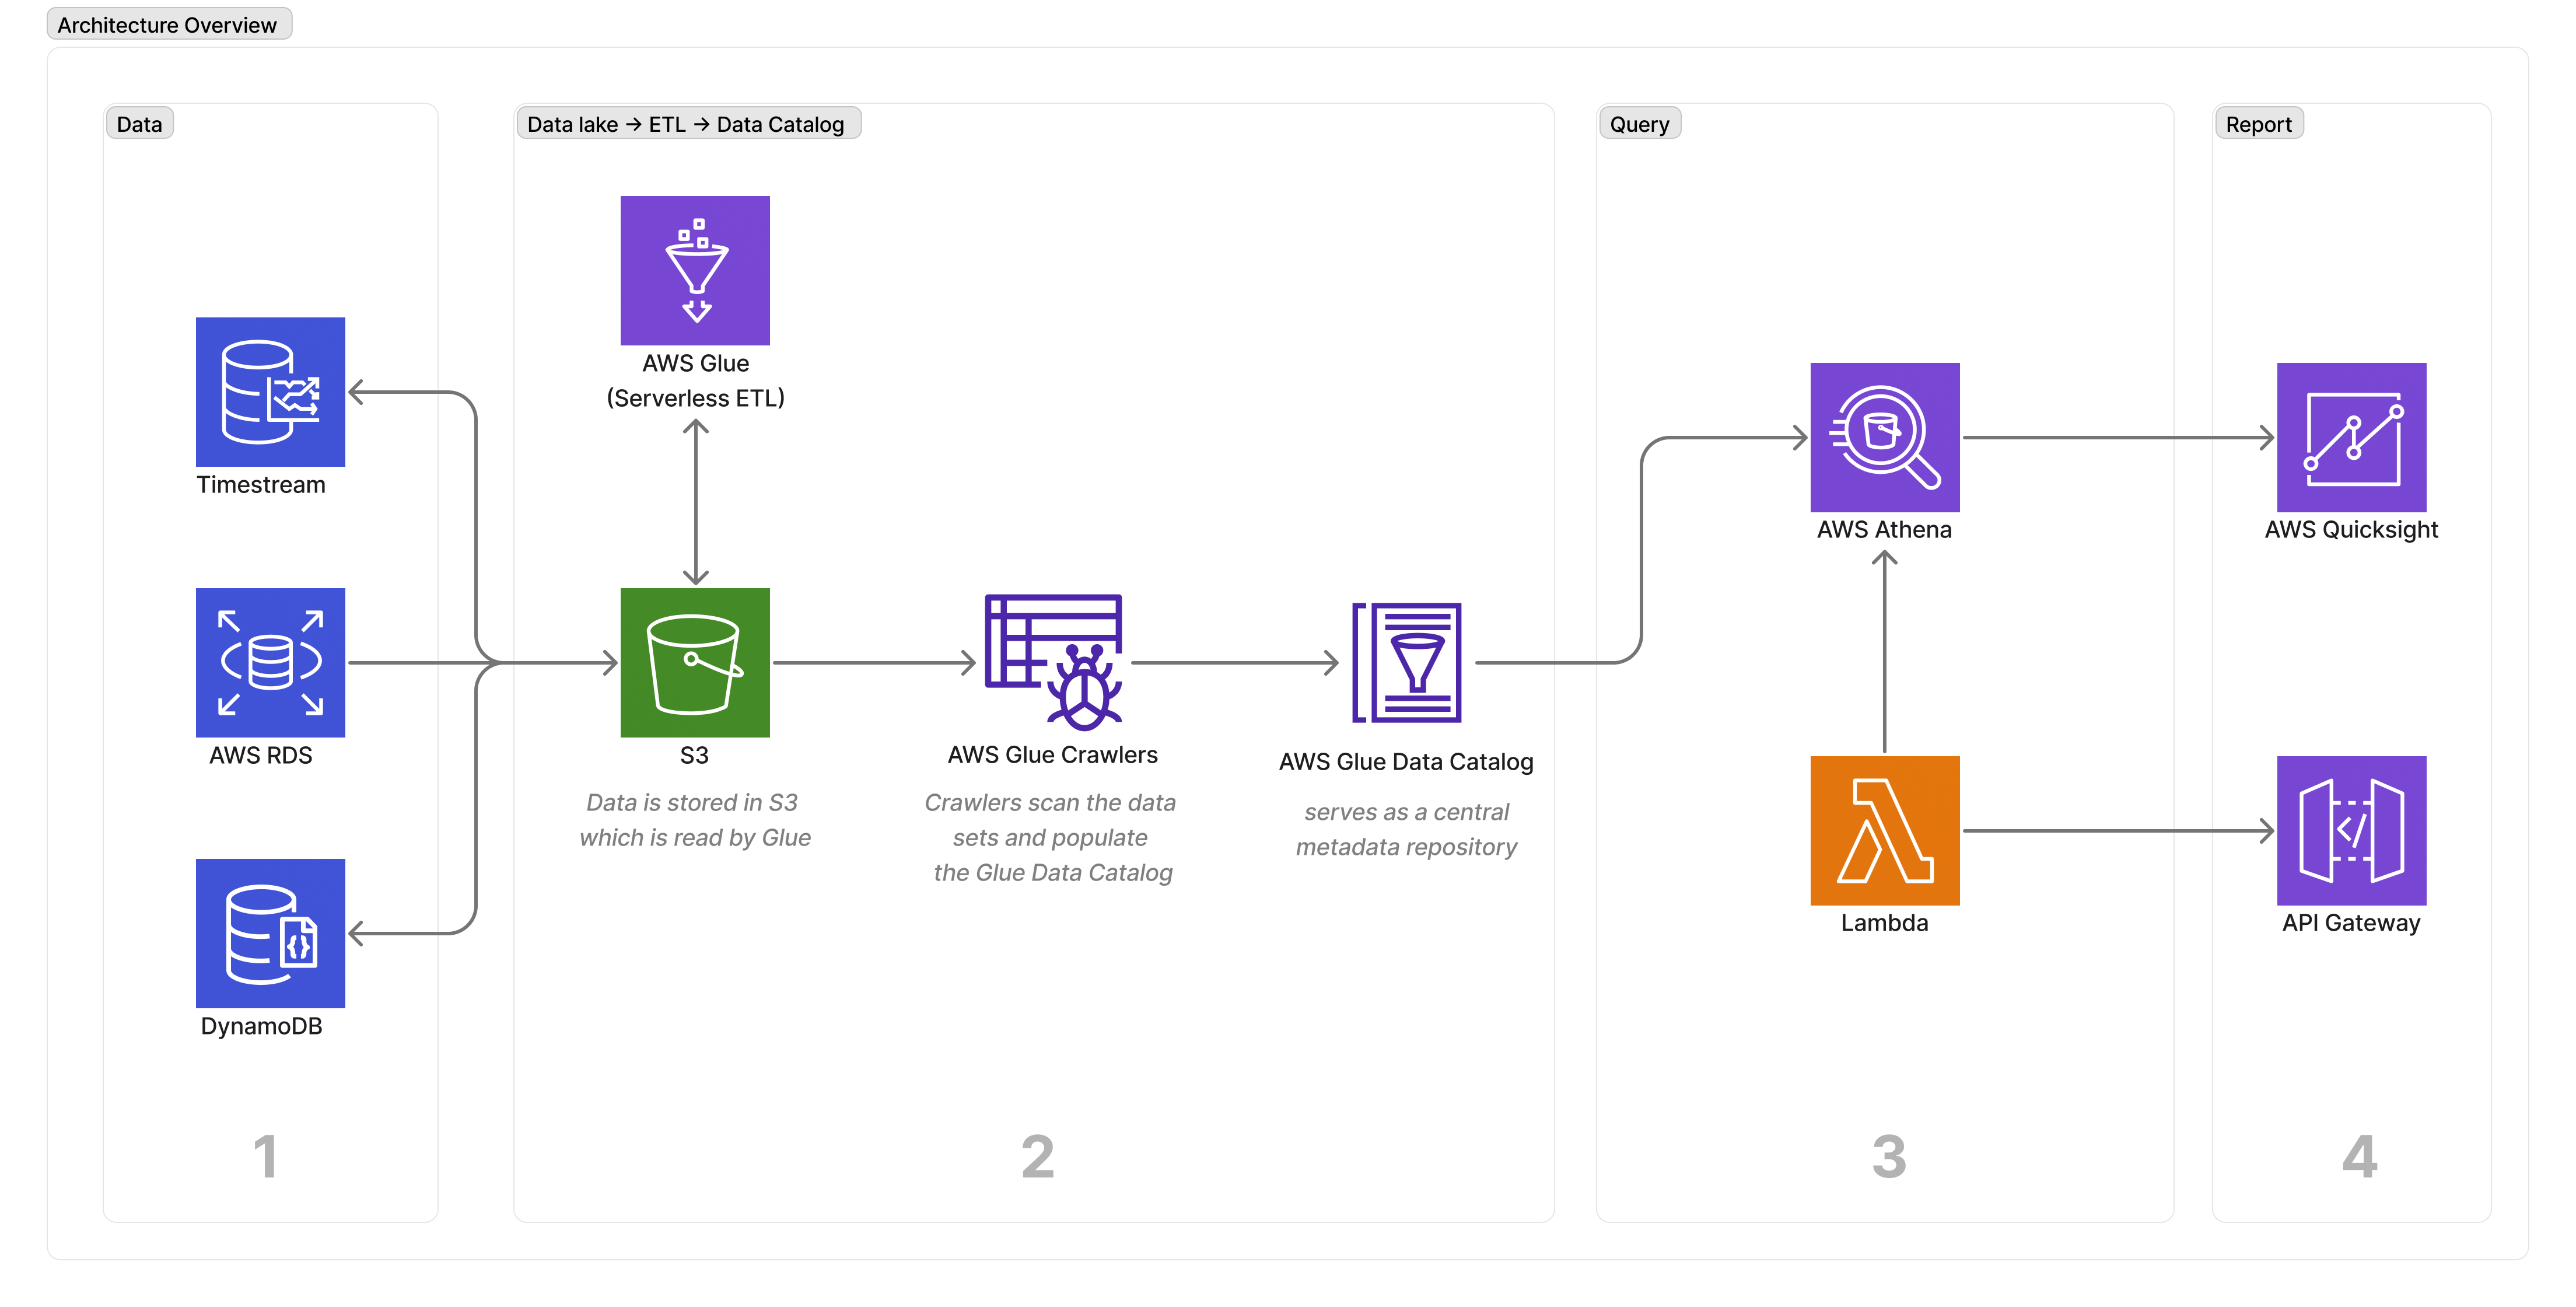 Architecture Overview
Data
Timestream
AWS RDS
DynamoDB
1
Data lake → ETL → Data Catalog
AWS Glue
(Serverless ETL)
S3
Data is stored in S3
which is read by Glue
AWS Glue Crawlers
Crawlers scan the data
sets and populate
the Glue Data Catalog
AWS Glue Data Catalog
serves as a central
metadata repository
2
Query
AWS Athena
Lambda
3
Report
AWS Quicksight
API Gateway
4